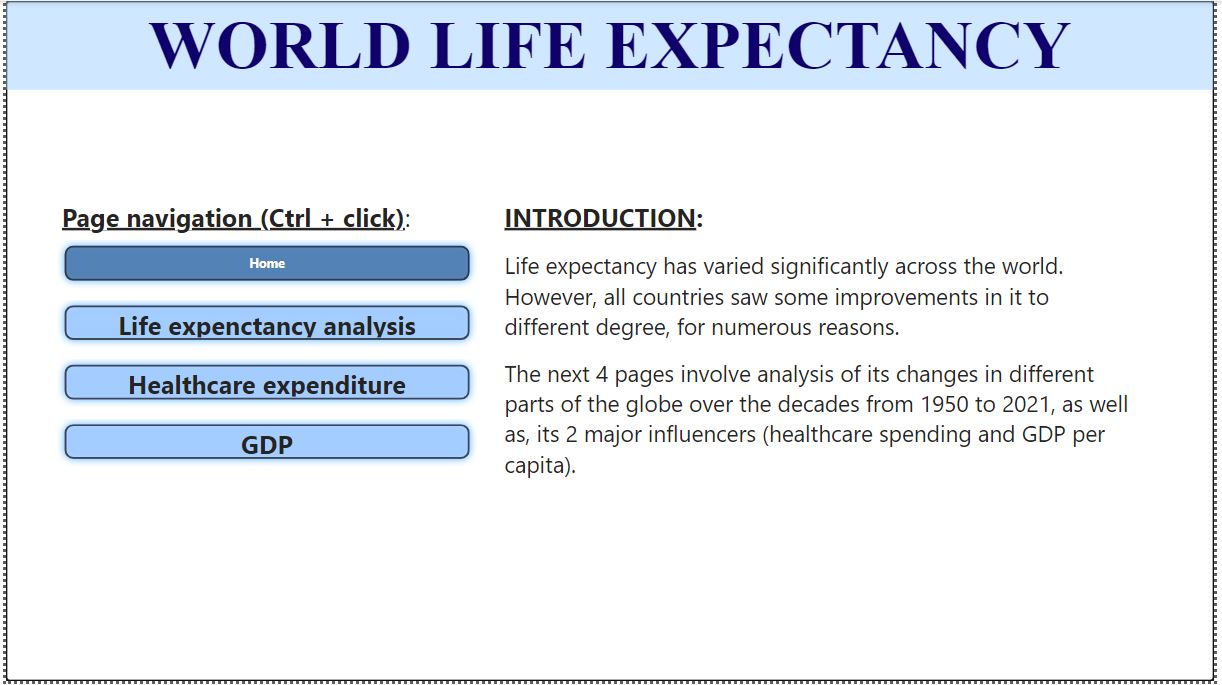 WORLD LIFE EXPECTANCY
Page navigation (Ctrl + click):
Home
Life expenctancy analysis
Healthcare expenditure
GDP
INTRODUCTION:
Life expectancy has varied significantly across the world.
However, all countries saw some improvements in it to
different degree, for numerous reasons.
The next 4 pages involve analysis of its changes in different
parts of the globe over the decades from 1950 to 2021, as well
as, its 2 major influencers (healthcare spending and GDP per
capita).